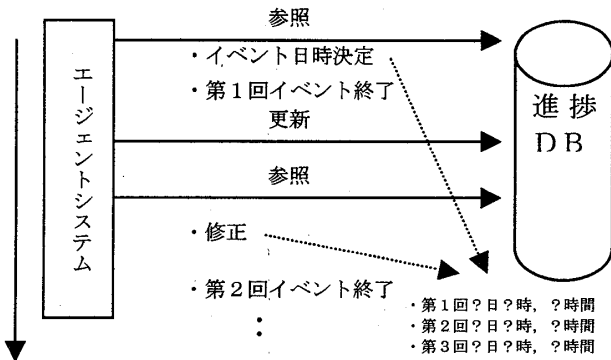 参照
・イベント日時決定
・第1回イベント終了
更新
参照
・修正
・第2回イベント終了
：
エージェントシステム
進捗
DB
・第1回?日?時，?時間
・第2回?日?時，?時間
・第3回?日?時，?時間